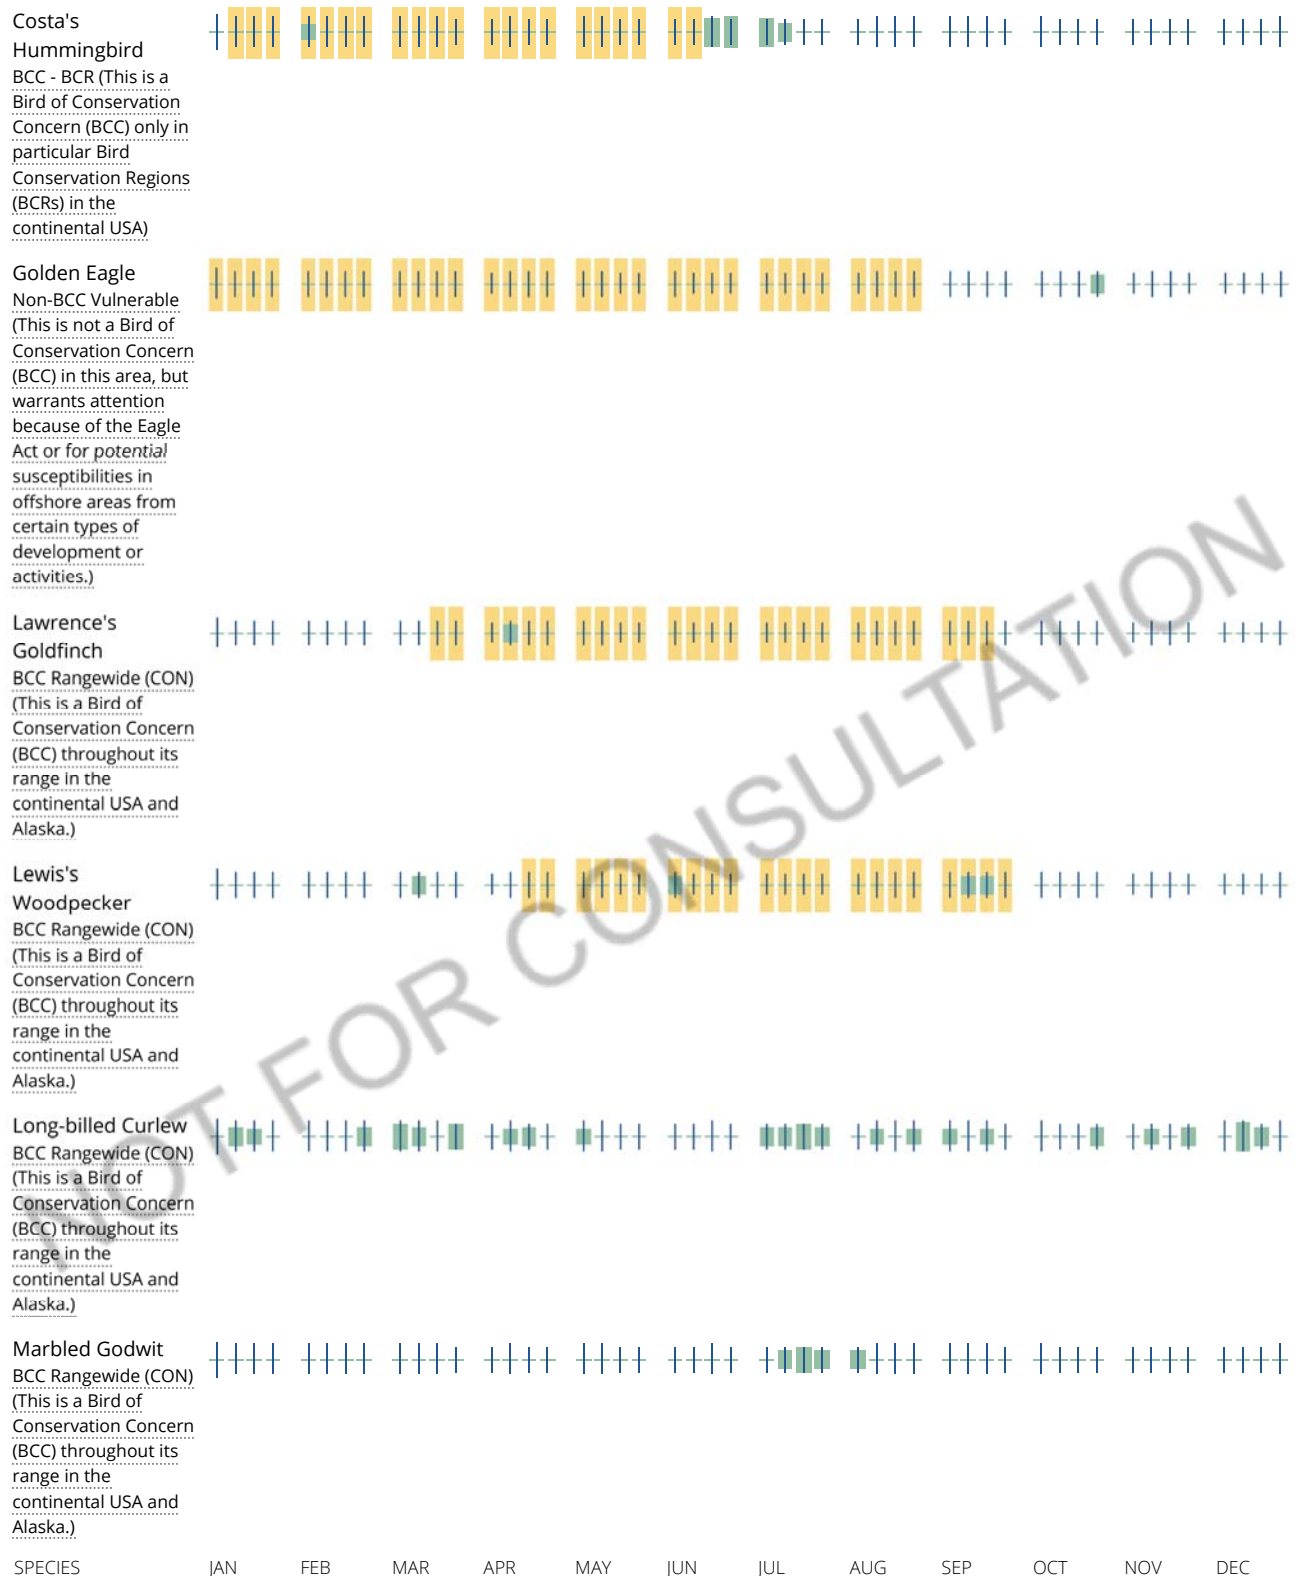 Costa's
Hummingbird
BCC - BCR (This is a
Bird of Conservation
Concern (BCC) only in
particular Bird
Conservation Regions
(BCRs) in the
continental USA)
Golden Eagle
Non-BCC Vulnerable
(This is not a Bird of
Conservation Concern
(BCC) in this area, but
warrants attention
because of the Eagle
Act or for potential
susceptibilities in
offshore areas from
certain types of
development or
activities.)
Lawrence's
Goldfinch
BCC Rangewide (CON)
(This is a Bird of
Conservation Concern
(BCC) throughout its
range in the
continental USA and
Alaska.)
Lewis's
Woodpecker
BCC Rangewide (CON)
(This is a Bird of
Conservation Concern
(BCC) throughout its
range in the
continental USA and
Alaska.)
Long-billed Curlew
BCC Rangewide (CON)
(This is a Bird of
Conservation Concern
(BCC) throughout its
range in the
continental USA and
Alaska.)
Marbled Godwit
BCC Rangewide (CON)
(This is a Bird of
Conservation Concern
(BCC) throughout its
range in the
continental USA and
Alaska.)
SPECIES JAN FEB MAR APR MAY JUN JUL AUG SEP OCT NOV DEC
NOT FOR CONSULTATION